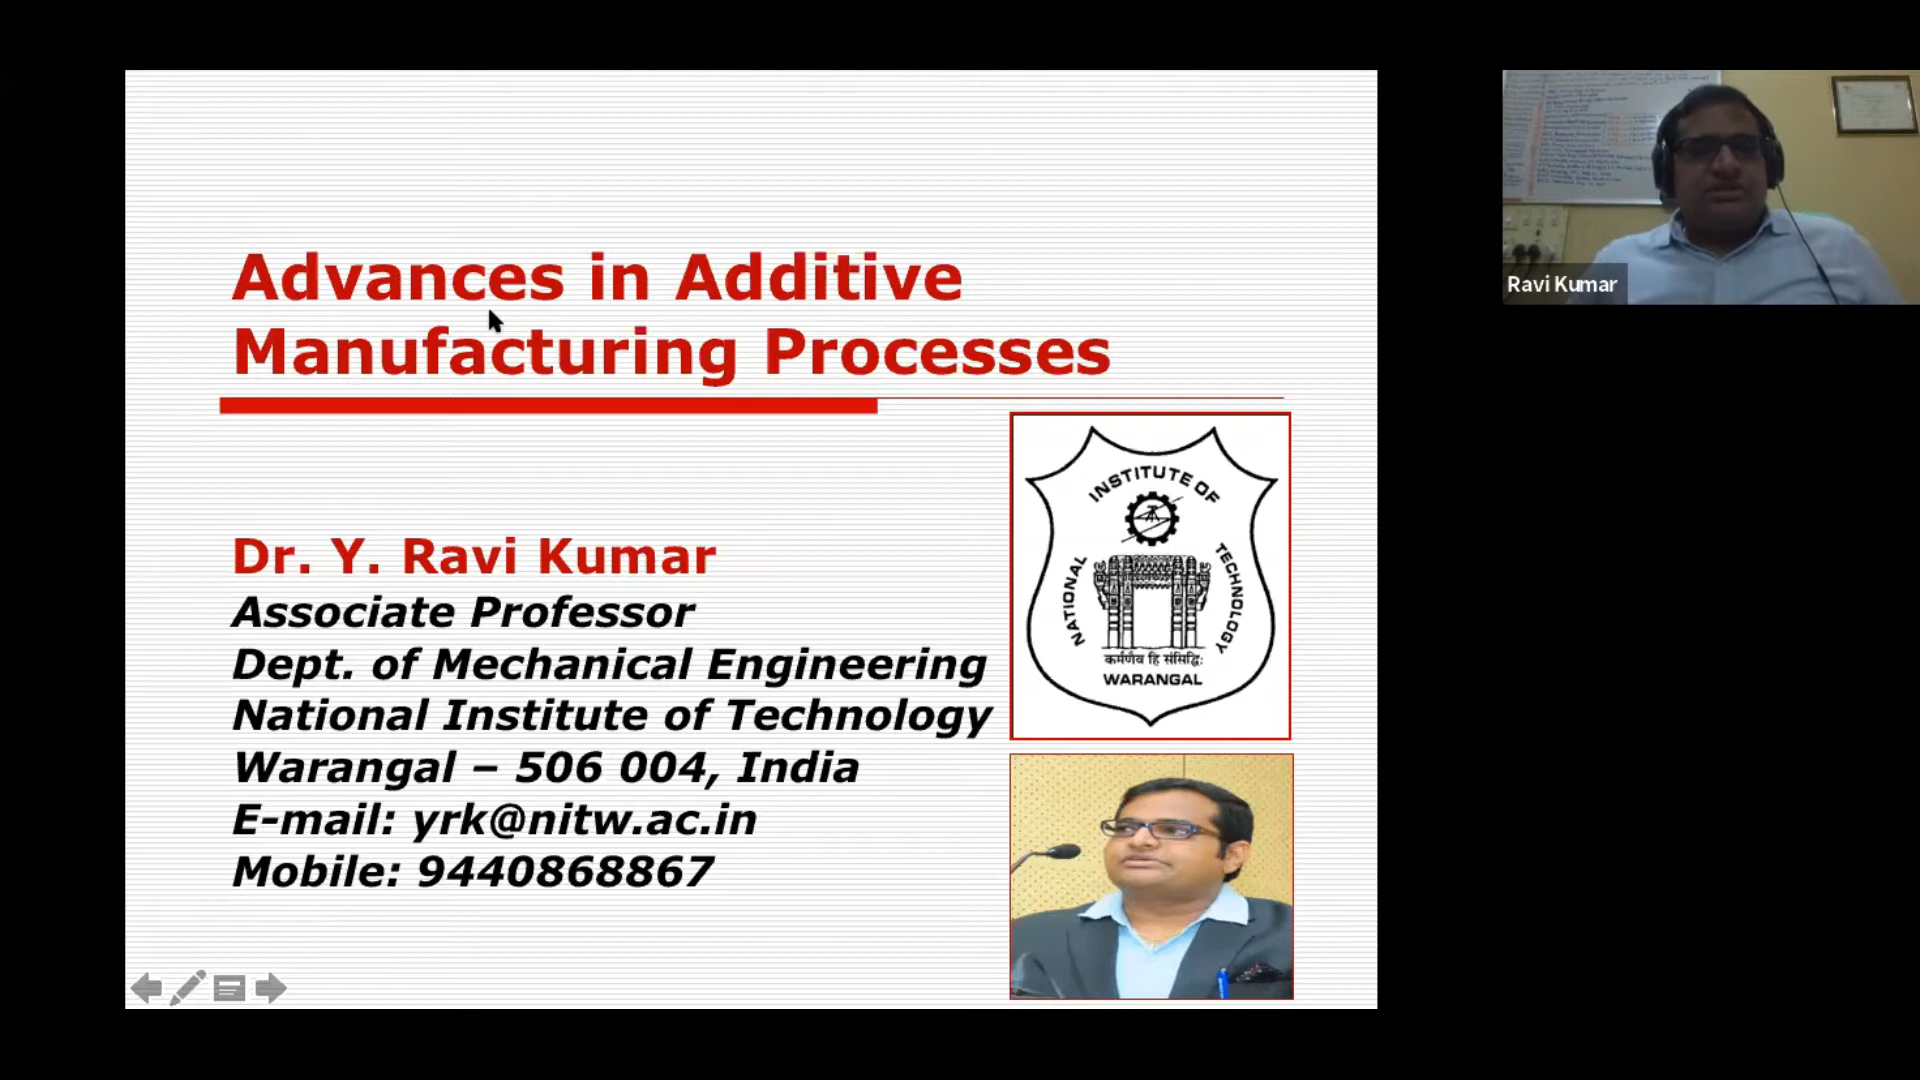 Advances in Additive
Manufacturing Processes
Dr. Y. Ravi Kumar
Associate Professor
Dept. of Mechanical Engineering
National Institute of Technology
Warangal – 506 004, India
E-mail: yrk@nitw.ac.in
Mobile: 9440868867
INSTITUTE OF
NATIONAL
TECHNOLOGY
कर्मणैव हि संसिद्धिः
WARANGAL
Ravi Kumar